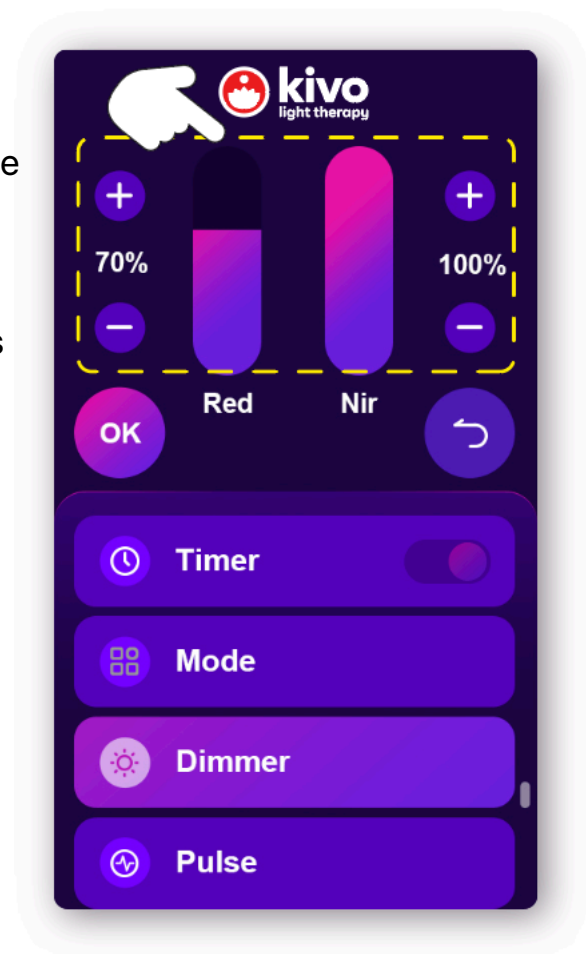 kivo
light therapy
e
70%
100%
s
Red
Nir
OK
Timer
Mode
Dimmer
Pulse